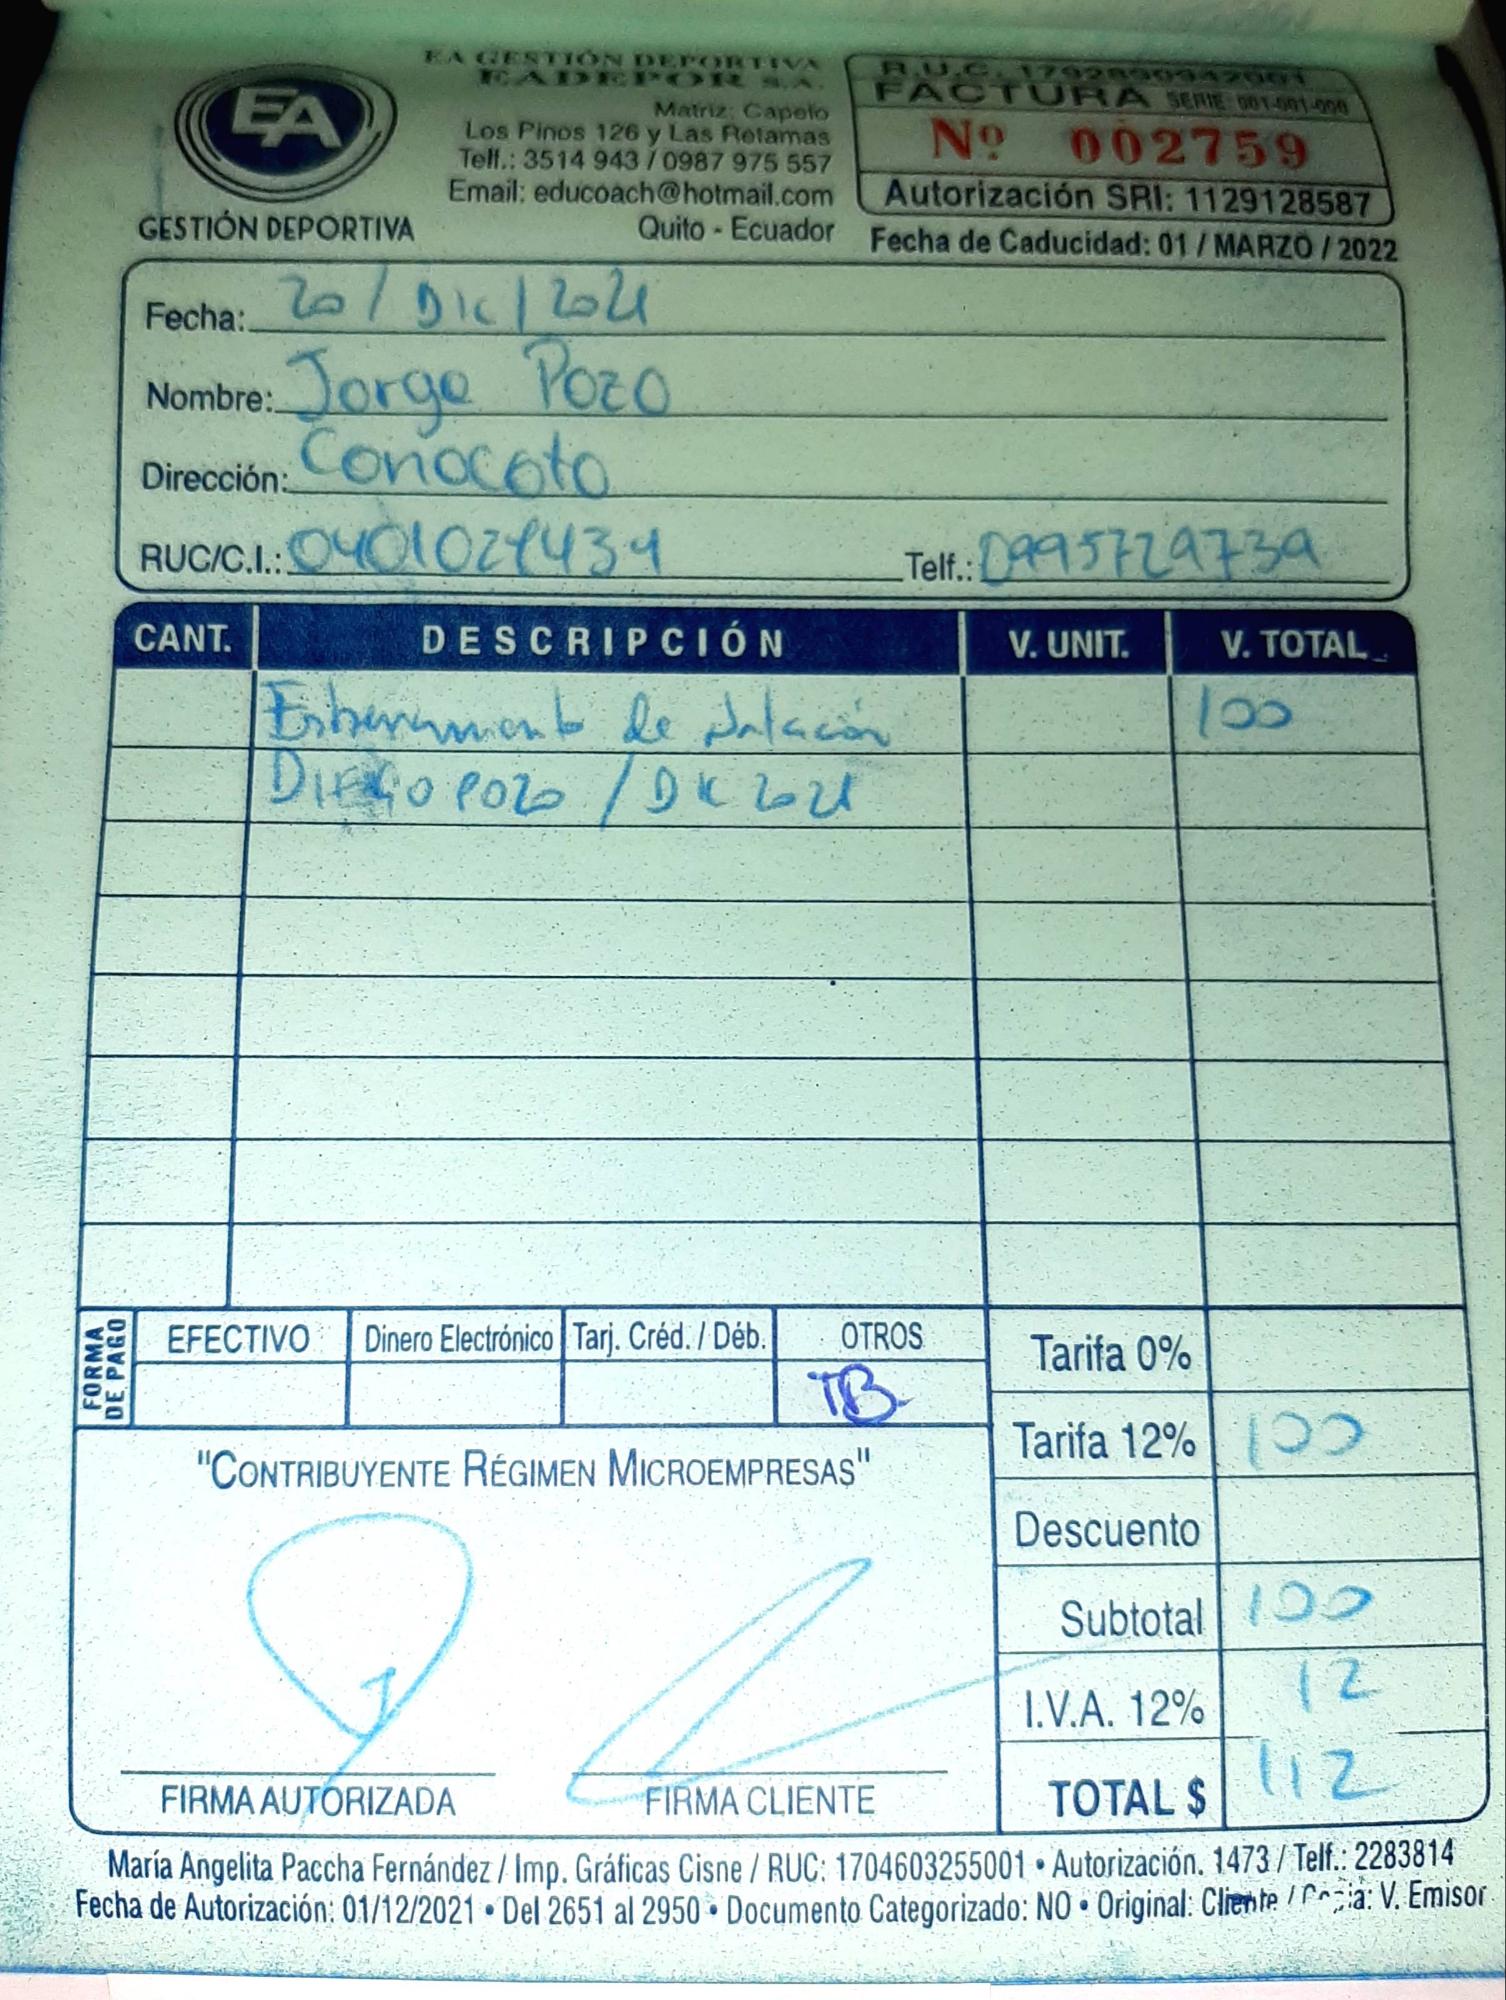 EA
GESTIÓN DEPORTIVA
EA GESTIÓN DEPORTIVA
EADEPOR S.A.
Matriz: Capelo
Los Pinos 126 y Las Retamas
Telf.: 3514 943 / 0987 975 557
Email: educoach@hotmail.com
Quito - Ecuador
R.U.C. 1792890942001
FACTURA SERIE 001-001-000
Nº 002759
Autorización SRI: 1129128587
Fecha de Caducidad: 01 / MARZO / 2022
Fecha: 20 / Dic / 2021
Nombre: Jorge Pozo
Dirección: Conocoto
RUC/C.I.: Telf.: 0995729739
CANT. DESCRIPCIÓN V. UNIT. V. TOTAL
Entrenamiento de Natación 100
DIEGO POZO / DIC 2021
FORMA DE PAGO
EFECTIVO Dinero Electrónico Tarj. Créd. / Déb. OTROS
TB.
Tarifa 0%
Tarifa 12% 100
Descuento
Subtotal 100
I.V.A. 12% 12
TOTAL $ 112
"CONTRIBUYENTE RÉGIMEN MICROEMPRESAS"
FIRMA AUTORIZADA FIRMA CLIENTE
María Angelita Paccha Fernández / Imp. Gráficas Cisne / RUC: 1704603255001 • Autorización. 1473 / Telf.: 2283814
Fecha de Autorización: 01/12/2021 • Del 2651 al 2950 • Documento Categorizado: NO • Original: Cliente / Copia: V. Emisor